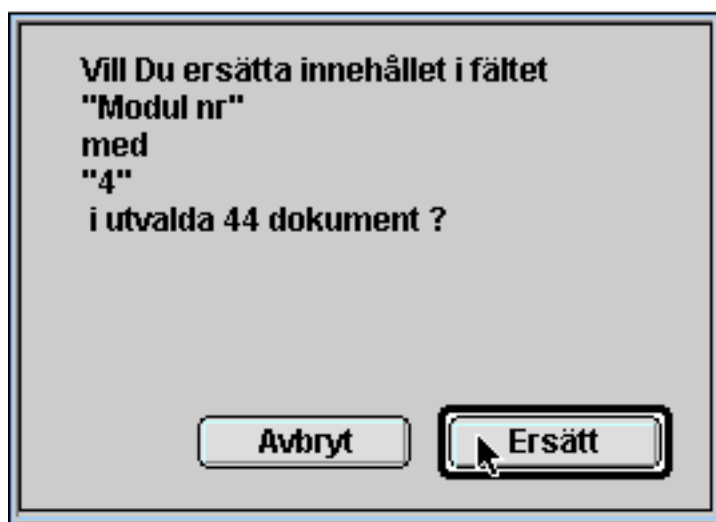 Vill Du ersätta innehållet i fältet
"Modul nr"
med
"4"
i utvalda 44 dokument ?
Avbryt
Ersätt